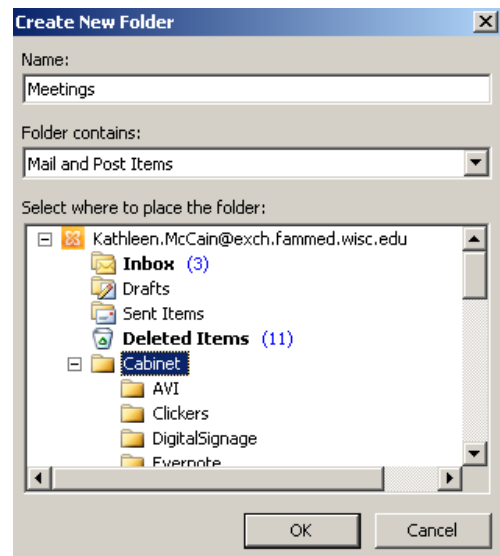 Create New Folder
Name:
Meetings
Folder contains:
Mail and Post Items
Select where to place the folder:
Kathleen.McCain@exch.fammed.wisc.edu
Inbox (3)
Drafts
Sent Items
Deleted Items (11)
Cabinet
AVI
Clickers
DigitalSignage
Evernote
OK Cancel